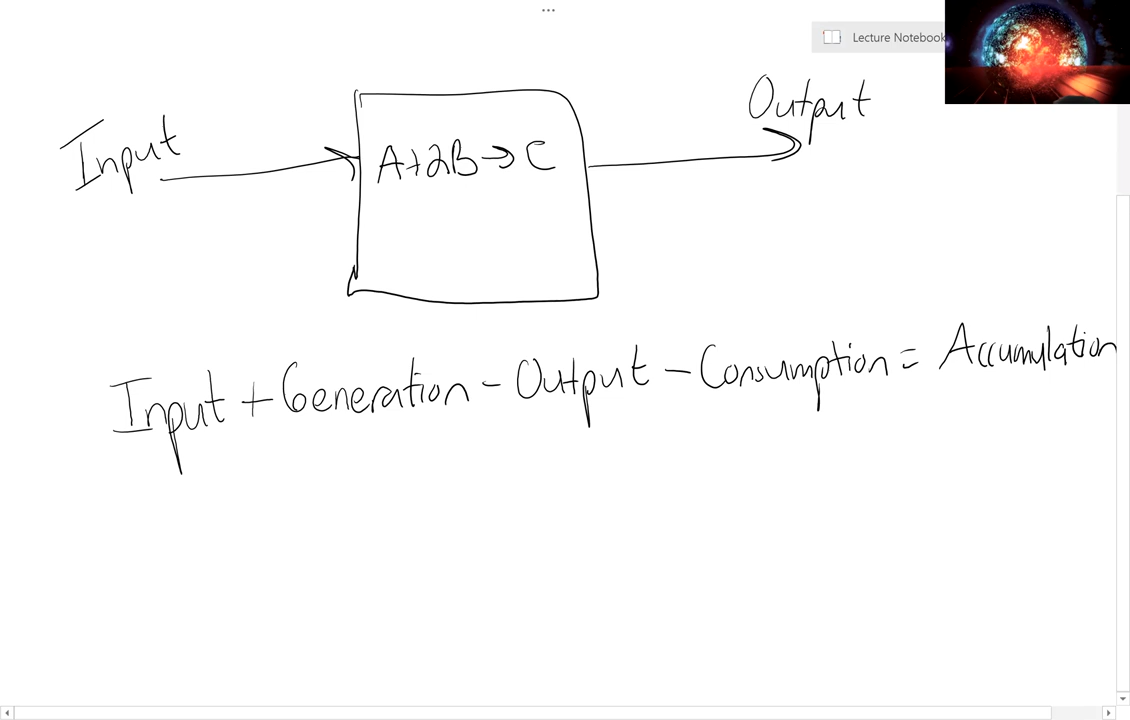 Lecture Notebook
Output
Input
A+2B→C
Input + Generation - Output - Consumption = Accumulation